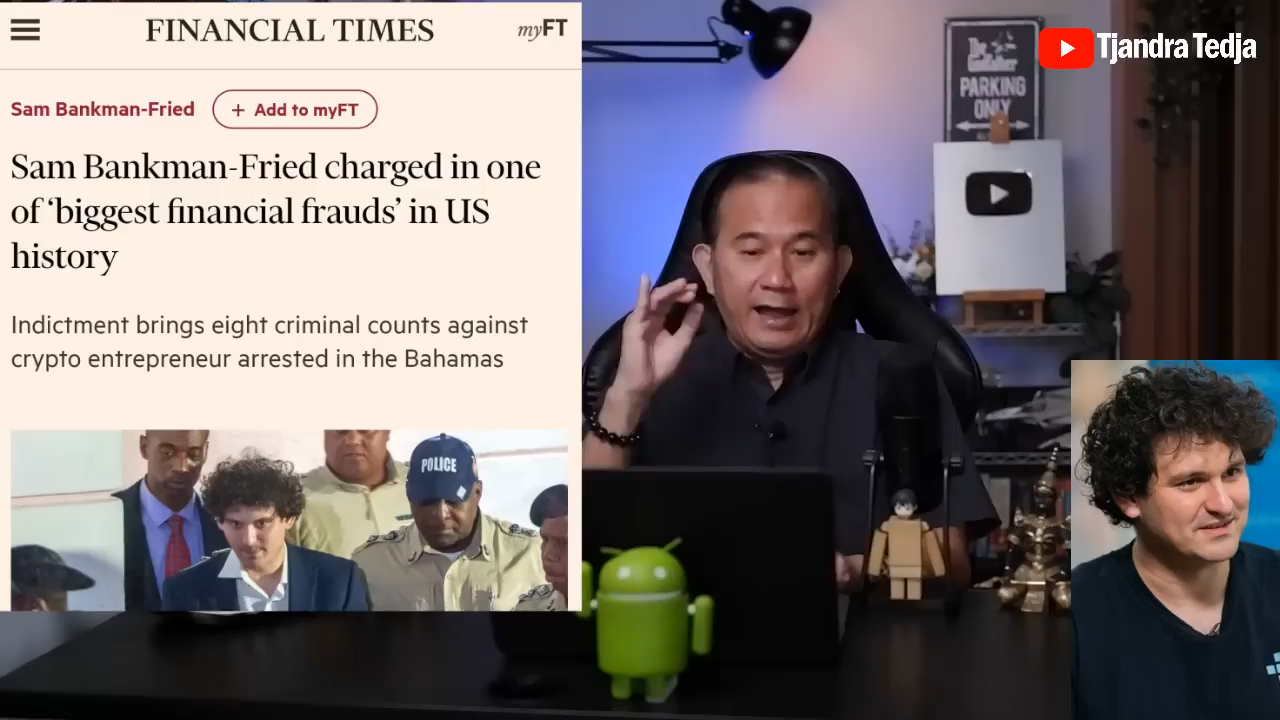 FINANCIAL TIMES
myFT
Sam Bankman-Fried
+ Add to myFT
Sam Bankman-Fried charged in one
of ‘biggest financial frauds’ in US
history
Indictment brings eight criminal counts against
crypto entrepreneur arrested in the Bahamas
POLICE
The
Godfather
PARKING
ONLY
Tjandra Tedja